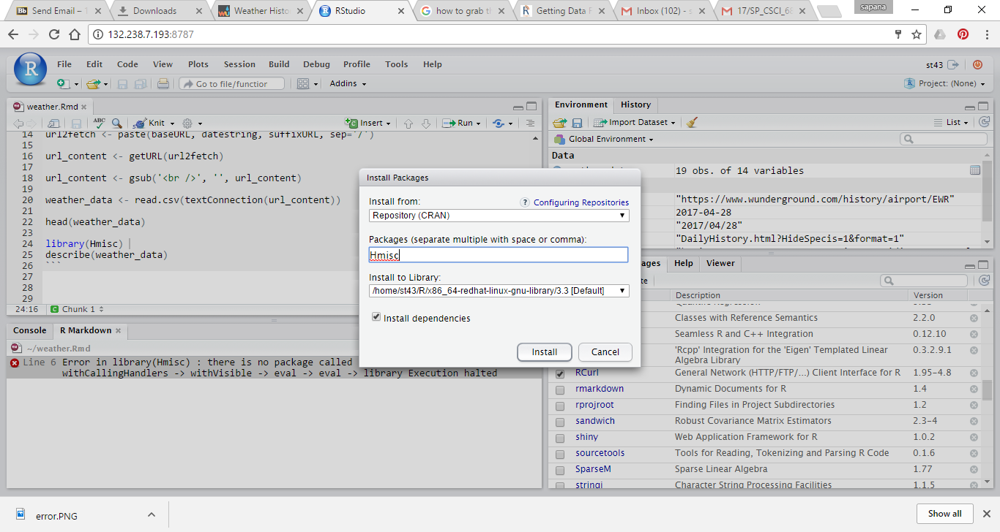 Send Email – 1
Downloads
Weather Histo
RStudio
how to grab th
Getting Data F
Inbox (102) - s
17/SP_CSCI_68
sapana
132.238.7.193:8787
File Edit Code View Plots Session Build Debug Profile Tools Help
st43
Go to file/function
Addins
Project: (None)
weather.Rmd
ABC
Knit
Insert
Run
14 url2fetch <- paste(baseURL, datestring, suffixURL, sep='/')
15
16 url_content <- getURL(url2fetch)
17
18 url_content <- gsub('<br />', '', url_content)
19
20 weather_data <- read.csv(textConnection(url_content))
21
22 head(weather_data)
23
24 library(Hmisc)
25 describe(weather_data)
26 ```
27
28
29
24:16 Chunk 1
Console R Markdown
~/weather.Rmd
Line 6 Error in library(Hmisc) : there is no package called
withCallingHandlers -> withVisible -> eval -> eval -> library Execution halted
Install Packages
Install from:
? Configuring Repositories
Repository (CRAN)
Packages (separate multiple with space or comma):
Hmisc
Install to Library:
/home/st43/R/x86_64-redhat-linux-gnu-library/3.3 [Default]
Install dependencies
Install
Cancel
Environment History
Import Dataset
List
Global Environment
Data
19 obs. of 14 variables
"https://www.wunderground.com/history/airport/EWR"
2017-04-28
"2017/04/28"
"DailyHistory.html?HideSpecis=1&format=1"
ages Help Viewer
te
Description Version
Classes with Reference Semantics 2.2.0
Seamless R and C++ Integration 0.12.10
'Rcpp' Integration for the 'Eigen' Templated Linear 0.3.2.9.1
Algebra Library
RCurl General Network (HTTP/FTP/...) Client Interface for R 1.95-4.8
rmarkdown Dynamic Documents for R 1.4
rprojroot Finding Files in Project Subdirectories 1.2
sandwich Robust Covariance Matrix Estimators 2.3-4
shiny Web Application Framework for R 1.0.2
sourcetools Tools for Reading, Tokenizing and Parsing R Code 0.1.6
SparseM Sparse Linear Algebra 1.77
stringi Character String Processing Facilities 1.1.5
error.PNG
Show all